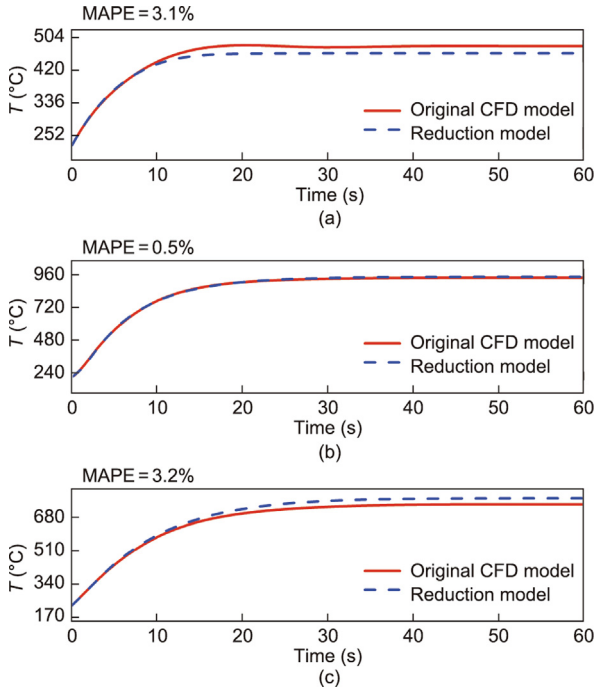 MAPE = 3.1%
504
420
336
252
T (°C)
Original CFD model
Reduction model
0 10 20 30 40 50 60
Time (s)
(a)
MAPE = 0.5%
960
720
480
240
T (°C)
Original CFD model
Reduction model
0 10 20 30 40 50 60
Time (s)
(b)
MAPE = 3.2%
680
510
340
170
T (°C)
Original CFD model
Reduction model
0 10 20 30 40 50 60
Time (s)
(c)